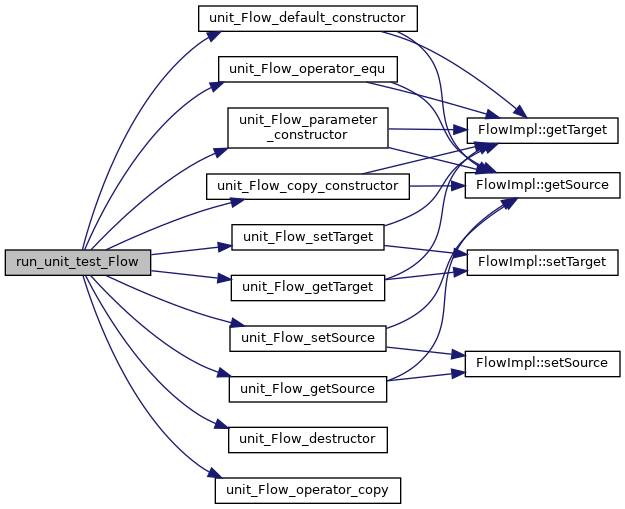 run_unit_test_Flow
unit_Flow_default_constructor
unit_Flow_operator_equ
unit_Flow_parameter
_constructor
unit_Flow_copy_constructor
unit_Flow_setTarget
unit_Flow_getTarget
unit_Flow_setSource
unit_Flow_getSource
unit_Flow_destructor
unit_Flow_operator_copy
FlowImpl::getTarget
FlowImpl::getSource
FlowImpl::setTarget
FlowImpl::setSource